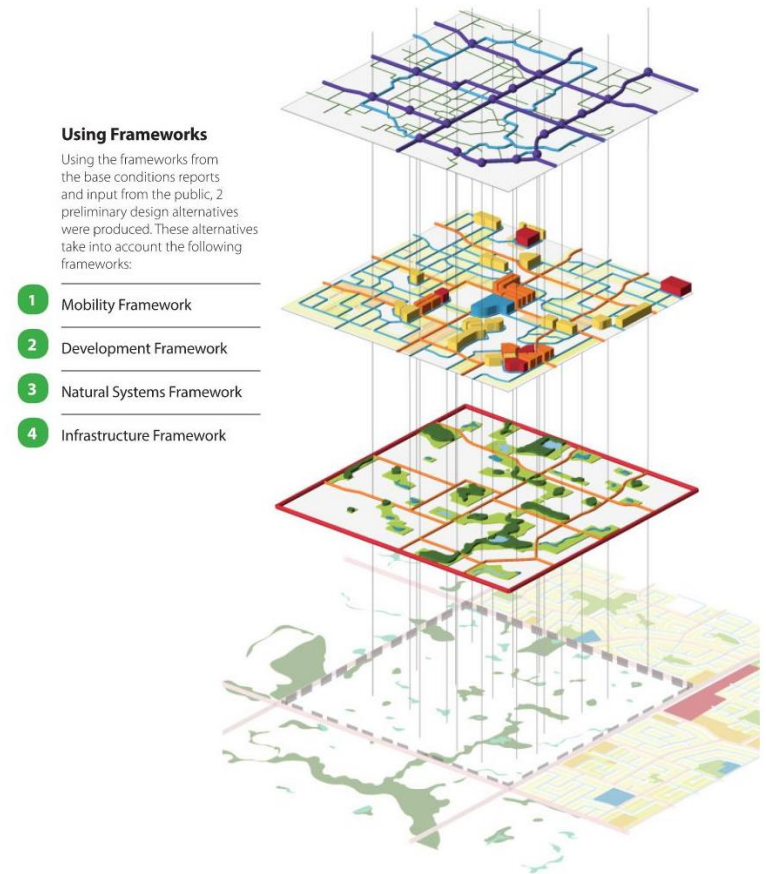 Using Frameworks
Using the frameworks from
the base conditions reports
and input from the public, 2
preliminary design alternatives
were produced. These alternatives
take into account the following
frameworks:
1 Mobility Framework
2 Development Framework
3 Natural Systems Framework
4 Infrastructure Framework